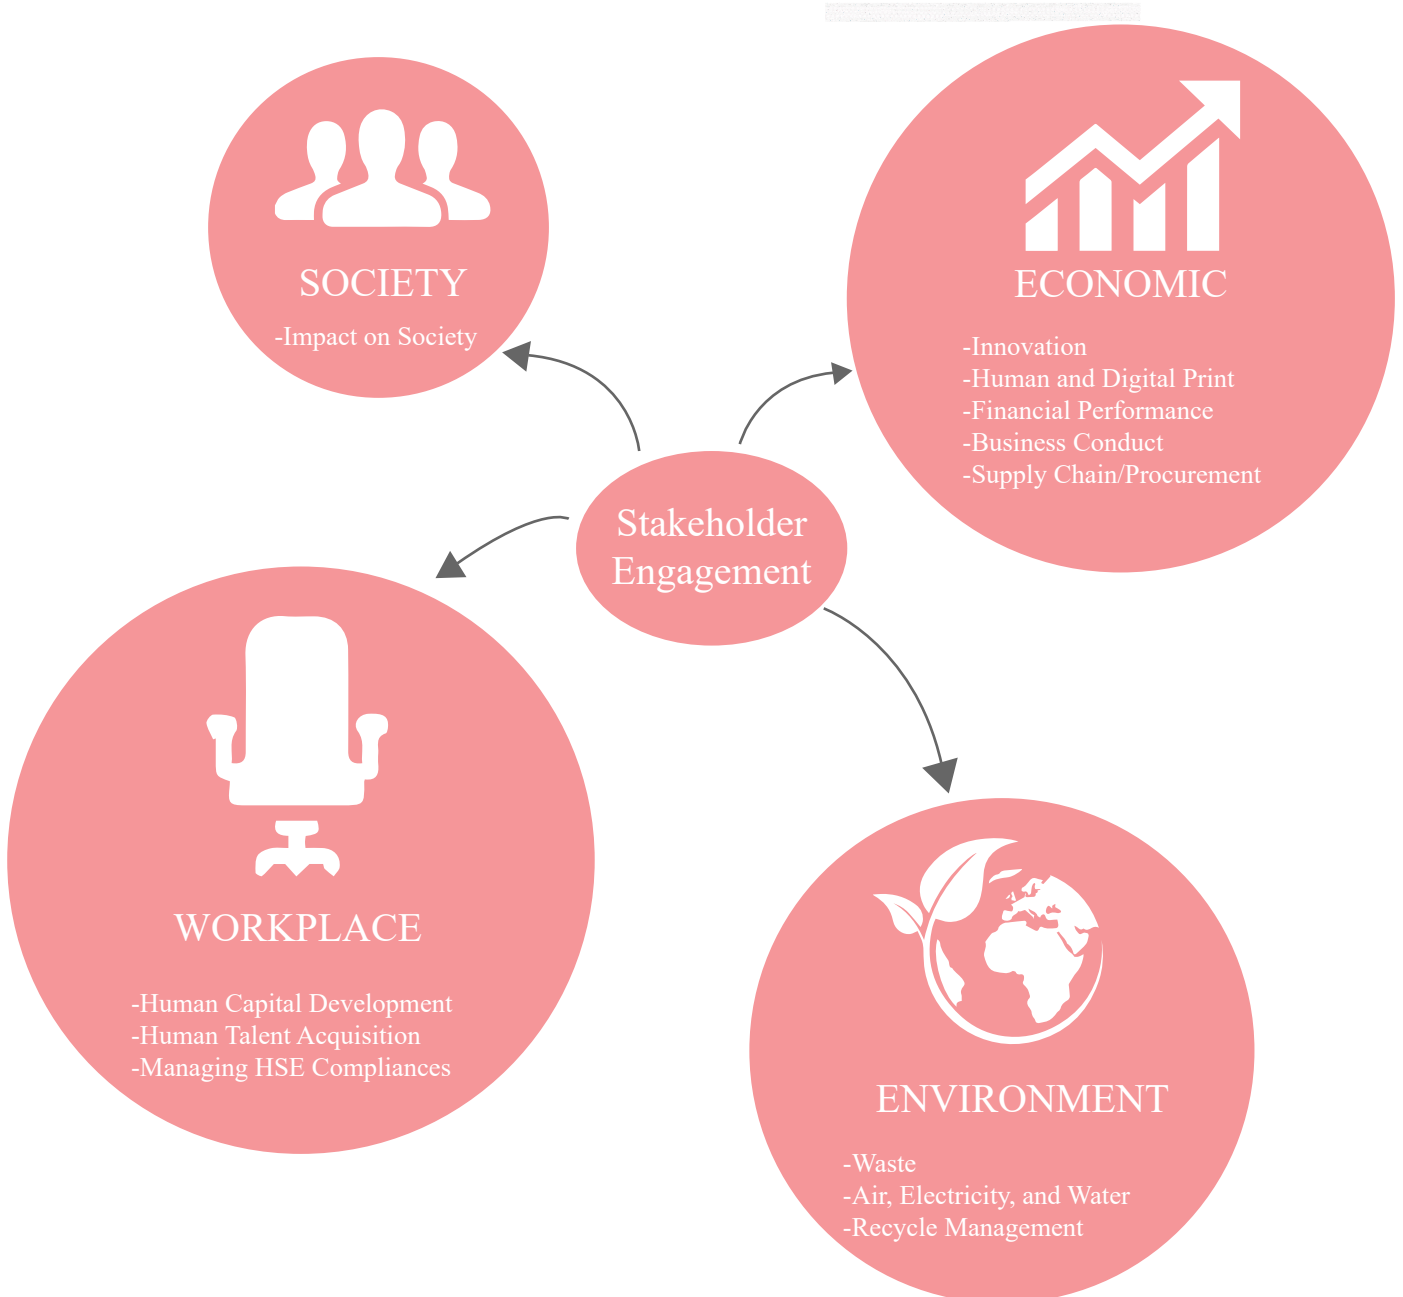 SOCIETY
-Impact on Society
ECONOMIC
-Innovation
-Human and Digital Print
-Financial Performance
-Business Conduct
-Supply Chain/Procurement
Stakeholder
Engagement
WORKPLACE
-Human Capital Development
-Human Talent Acquisition
-Managing HSE Compliances
ENVIRONMENT
-Waste
-Air, Electricity, and Water
-Recycle Management